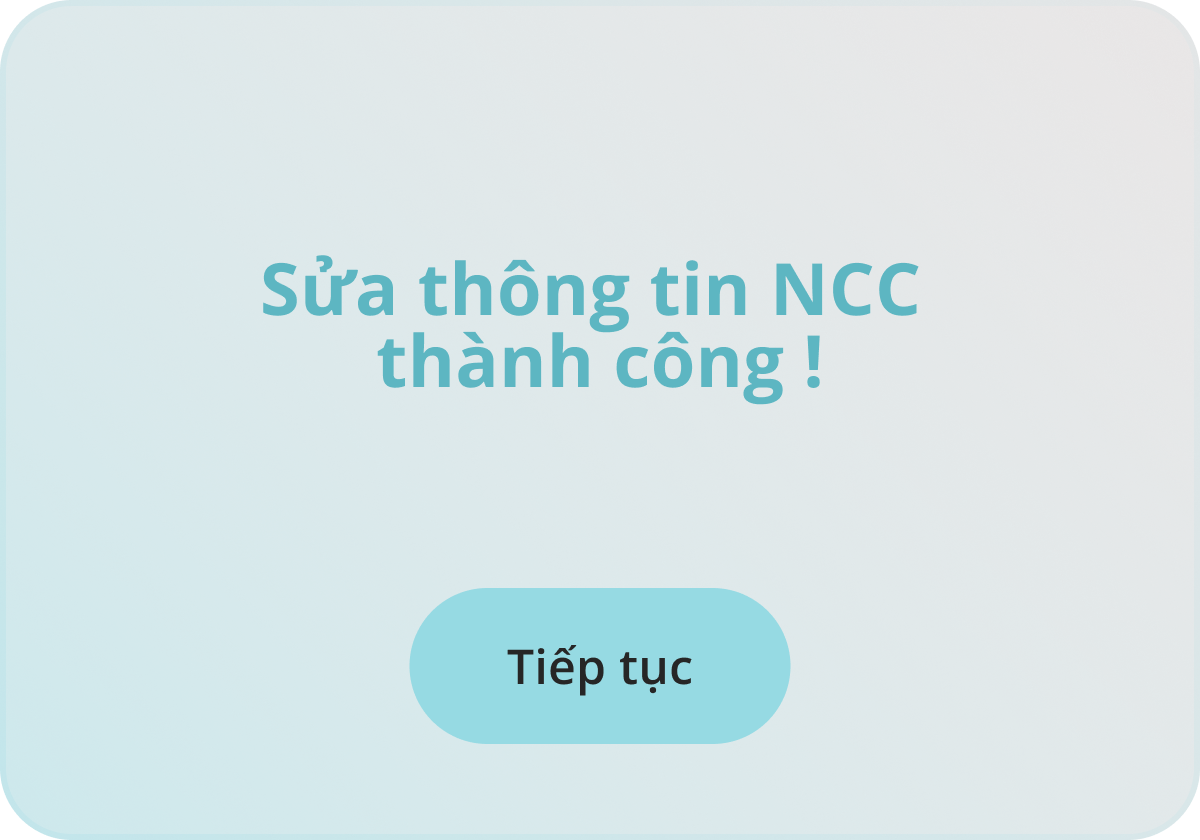 Sửa thông tin NCC
thành công !
Tiếp tục